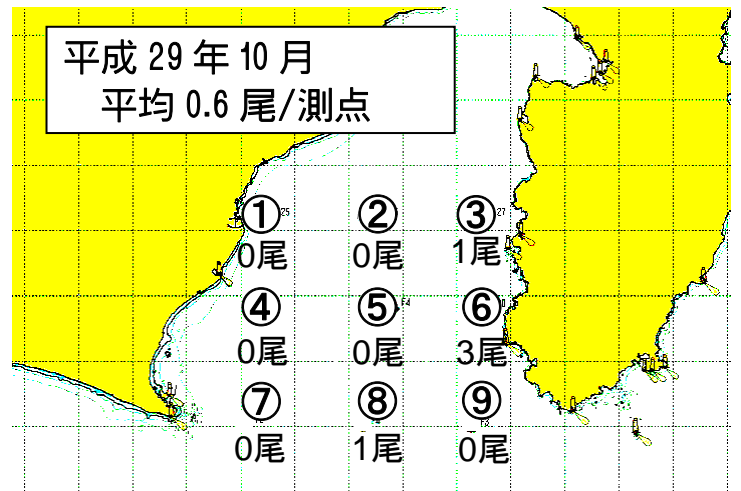 平成 29 年 10 月
平均 0.6 尾/測点
① ② ③
0尾 0尾 1尾
④ ⑤ ⑥
0尾 0尾 3尾
⑦ ⑧ ⑨
0尾 1尾 0尾